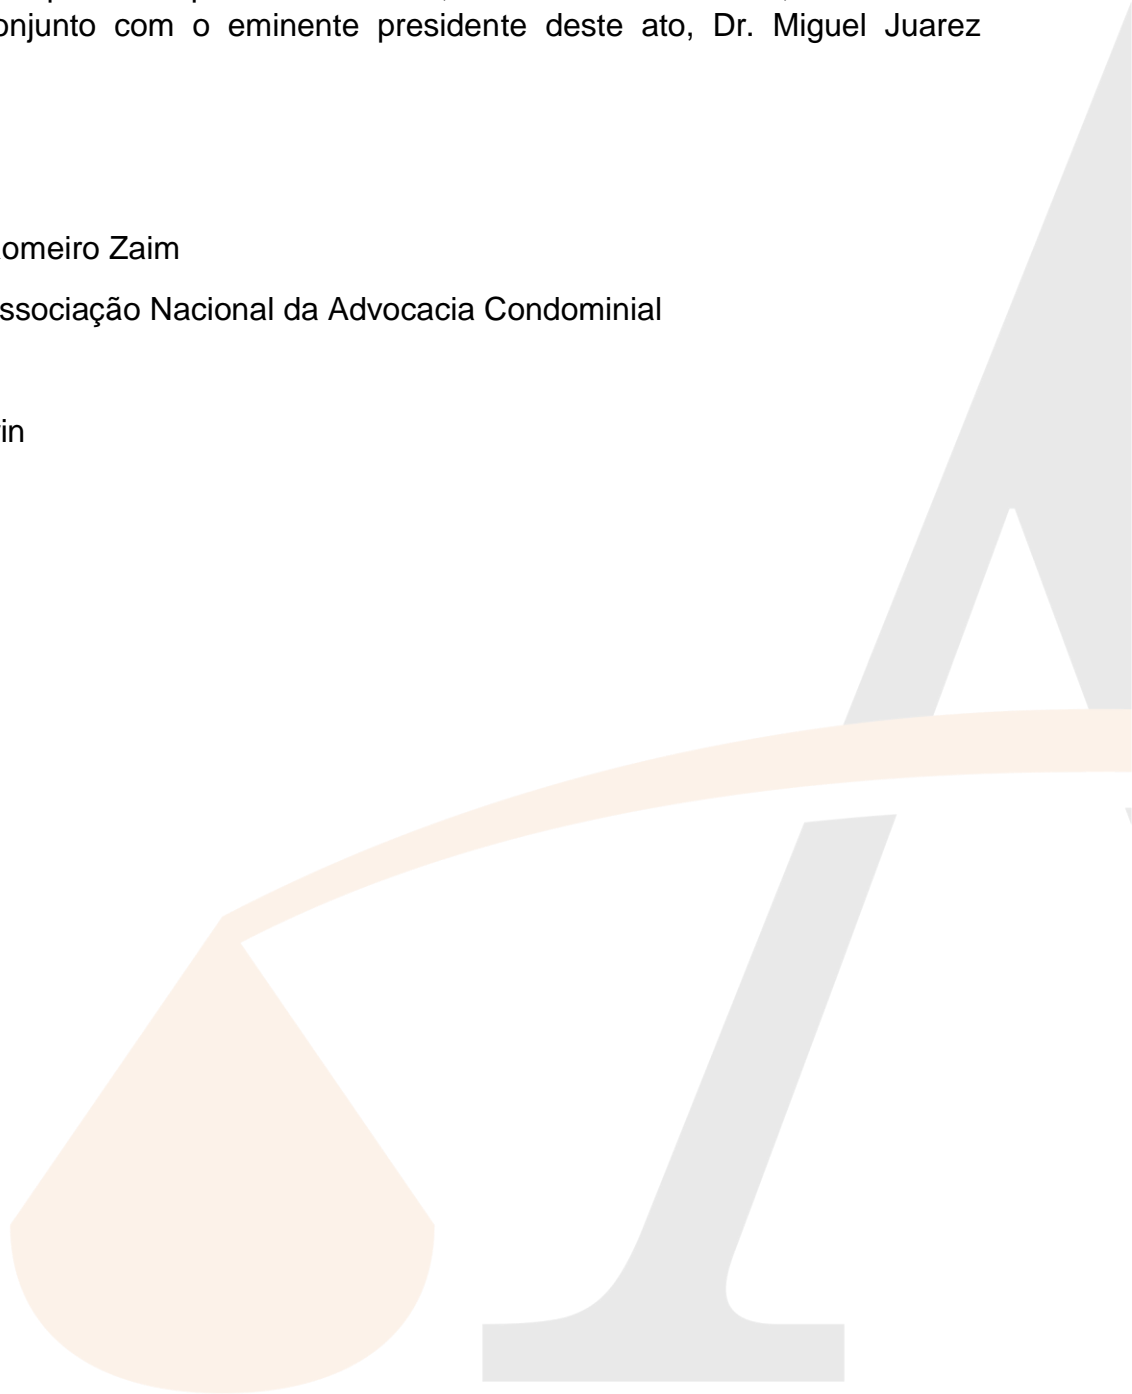 onjunto com o eminente presidente deste ato, Dr. Miguel Juarez
omeiro Zaim
ssociação Nacional da Advocacia Condominial
in